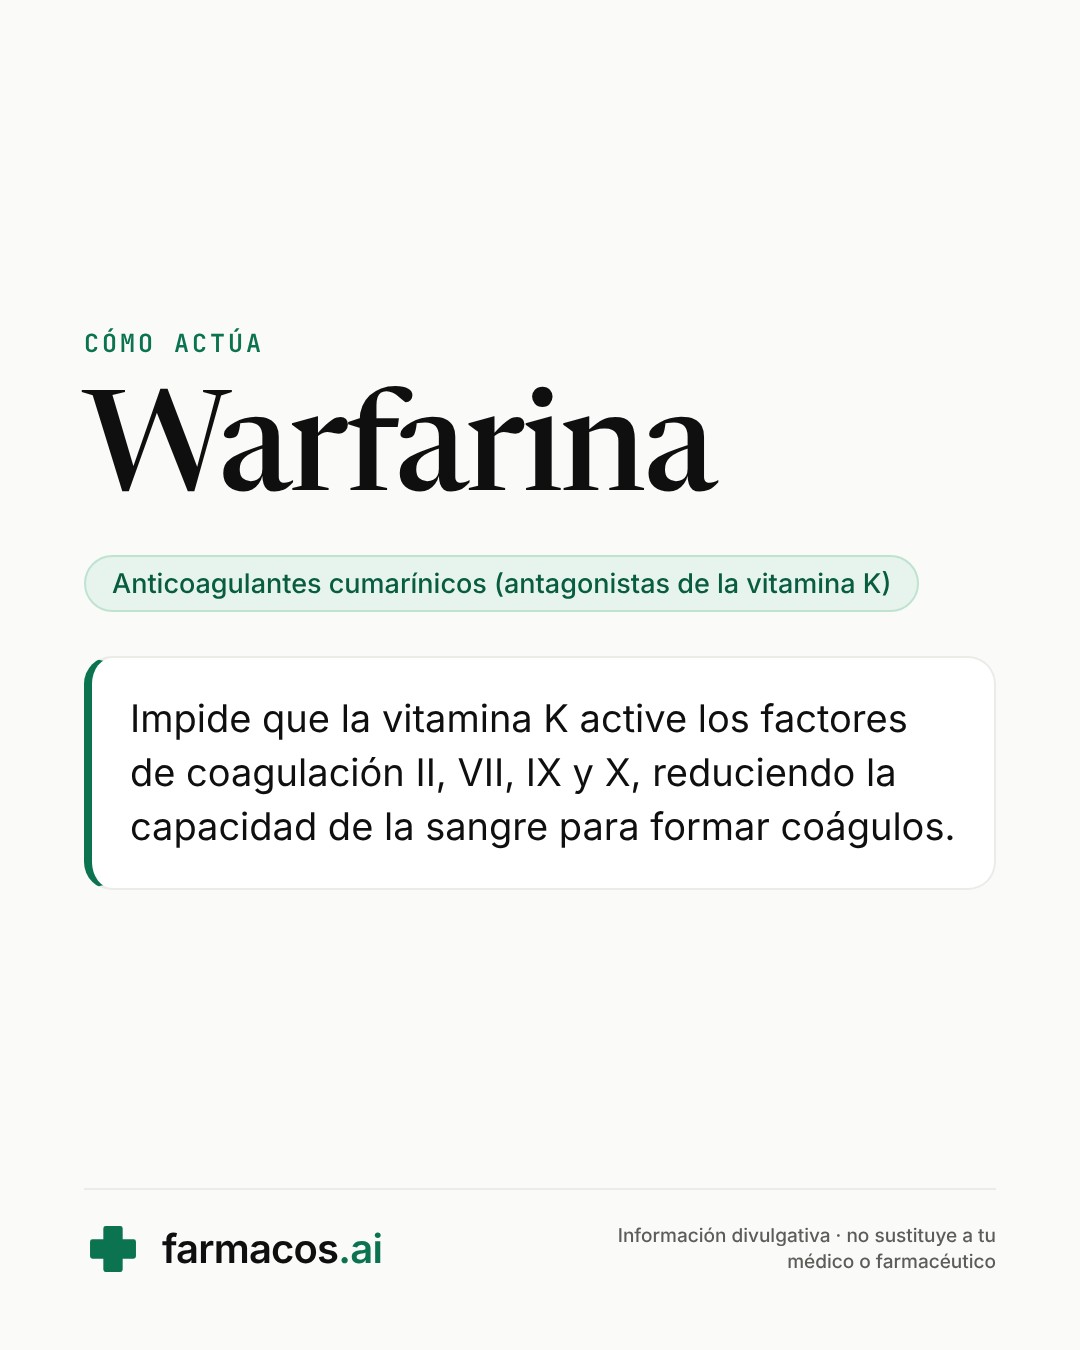 CÓMO ACTÚA
Warfarina
Anticoagulantes cumarínicos (antagonistas de la vitamina K)
Impide que la vitamina K active los factores
de coagulación II, VII, IX y X, reduciendo la
capacidad de la sangre para formar coágulos.
farmacos.ai
Información divulgativa · no sustituye a tu
médico o farmacéutico